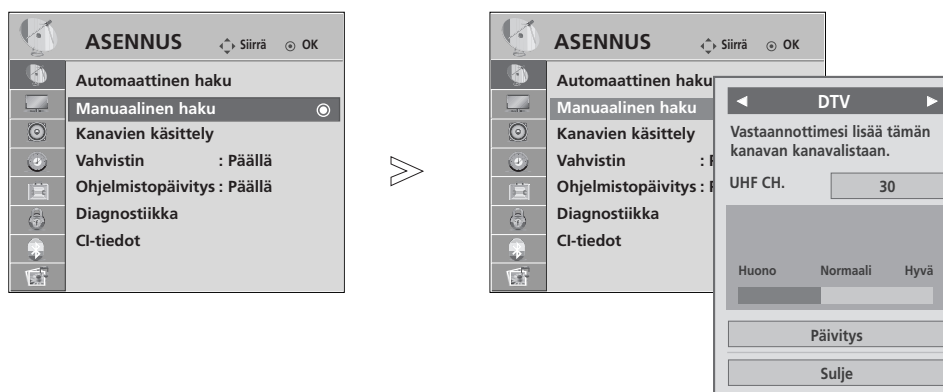 ASENNUS Siirrä OK
Automaattinen haku
Manuaalinen haku
Kanavien käsittely
Vahvistin : Päällä
Ohjelmistopäivitys : Päällä
Diagnostiikka
CI-tiedot
ASENNUS Siirrä OK
Automaattinen haku
Manuaalinen haku
Kanavien käsittely
Vahvistin : P
Ohjelmistopäivitys : P
Diagnostiikka
CI-tiedot
DTV
Vastaannottimesi lisää tämän
kanavan kanavalistaan.
UHF CH. 30
Huono Normaali Hyvä
Päivitys
Sulje